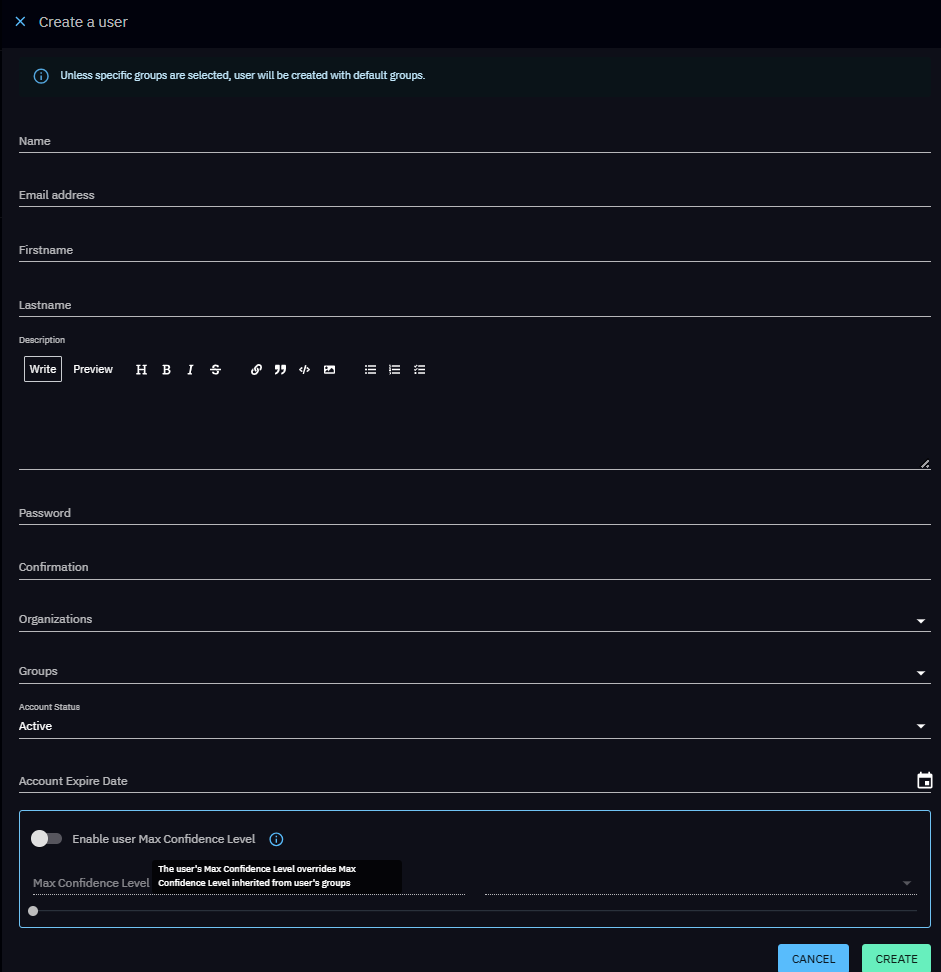 Create a user
Unless specific groups are selected, user will be created with default groups.
Name
Email address
Firstname
Lastname
Description
Write Preview H B I S
Password
Confirmation
Organizations
Groups
Account Status
Active
Account Expire Date
Enable user Max Confidence Level
The user's Max Confidence Level overrides Max
Max Confidence Level Confidence Level inherited from user's groups
CANCEL CREATE